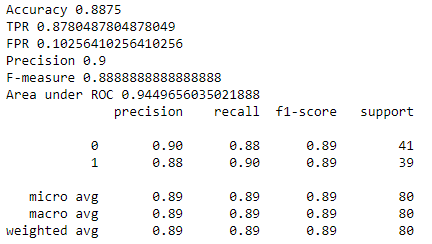 Accuracy 0.8875
TPR 0.8780487804878049
FPR 0.10256410256410256
Precision 0.9
F-measure 0.8888888888888888
Area under ROC 0.9449656035021888
precision recall f1-score support
0 0.90 0.88 0.89 41
1 0.88 0.90 0.89 39
micro avg 0.89 0.89 0.89 80
macro avg 0.89 0.89 0.89 80
weighted avg 0.89 0.89 0.89 80